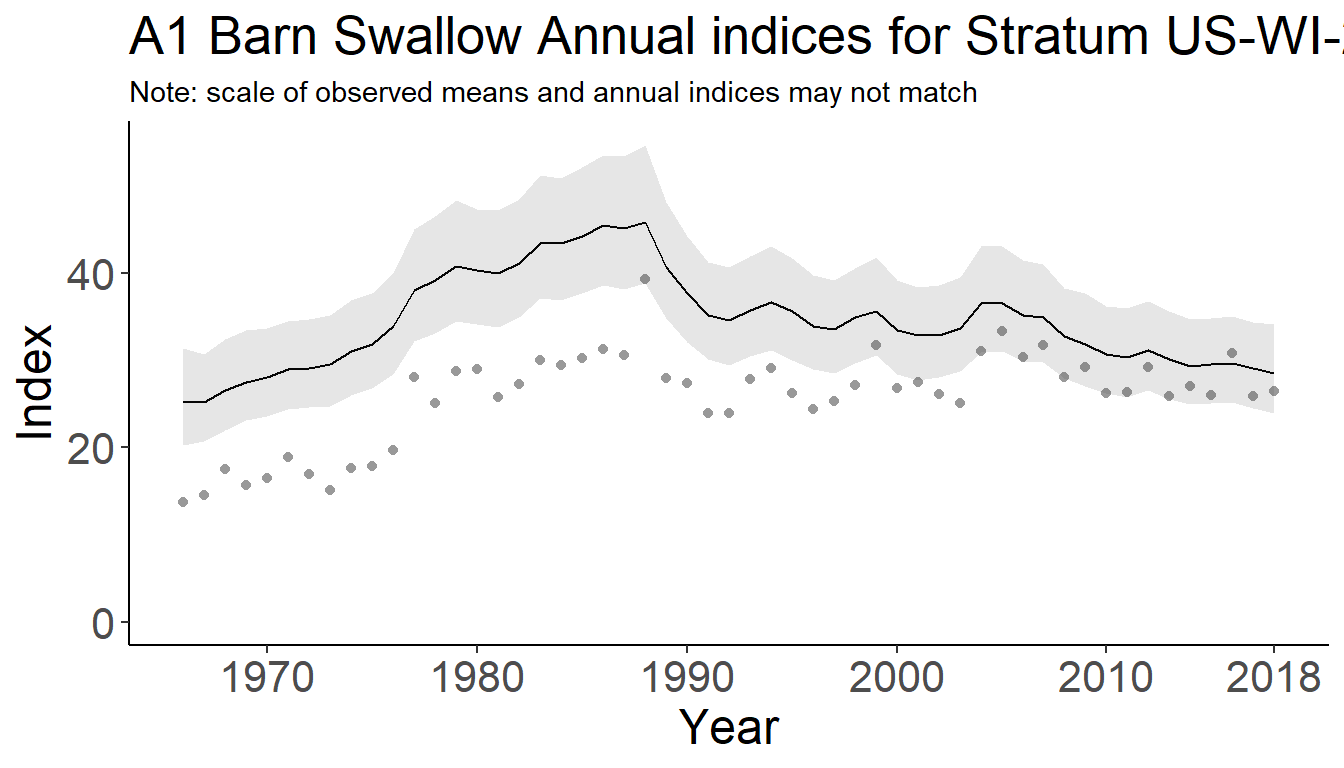 A1 Barn Swallow Annual indices for Stratum US-WI-
Note: scale of observed means and annual indices may not match
Index
40
20
0
1970 1980 1990 2000 2010 2018
Year